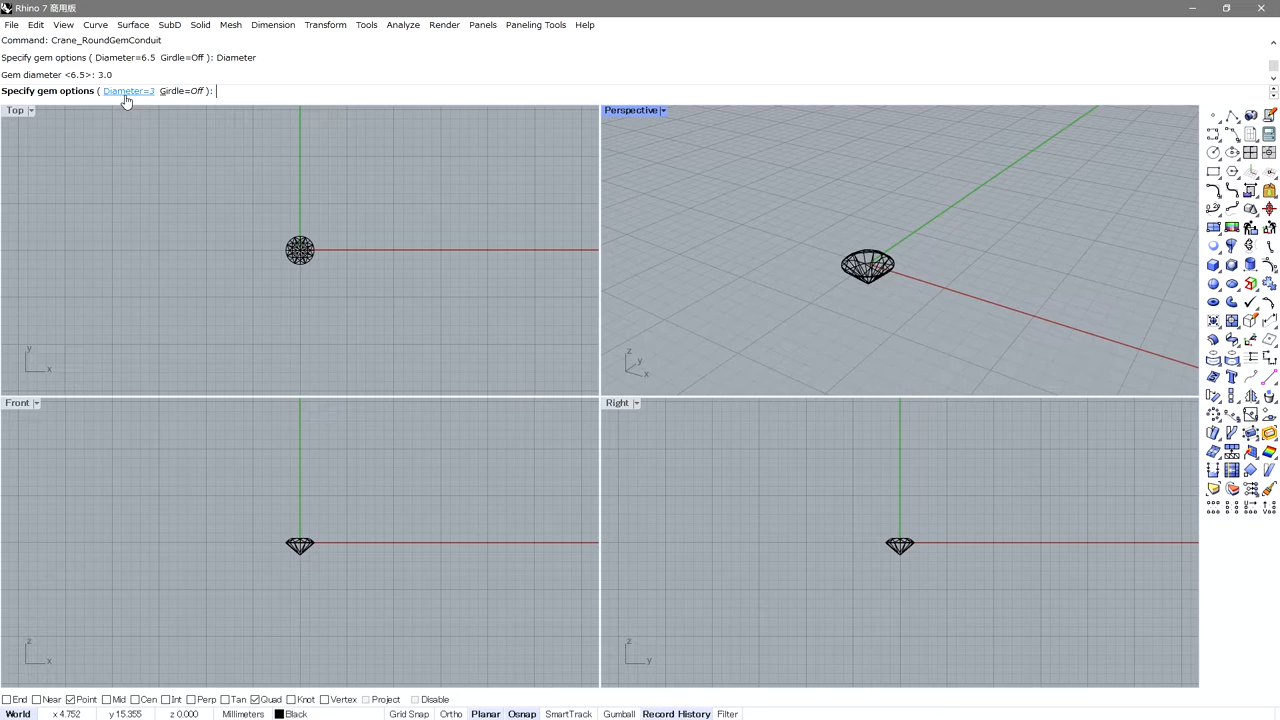 Rhino 7 商用版
File Edit View Curve Surface Solid SubD Mesh Dimension Transform Tools Analyze Render Panels Paneling Tools Help
Command: Crane_RoundGemConduit
Specify gem options ( Diameter=6.5 Girdle=Off ): Diameter
Gem diameter <6.5>: 3.0
Specify gem options ( Diameter=3 Girdle=Off ):
Top
Perspective
y
x
z
y
x
Front
Right
z
x
z
y
End Near Point Mid Cen Int Perp Tan Quad Knot Vertex Project Disable
World x 4.752 y 15.355 z 0.000 Millimeters Black Grid Snap Ortho Planar Osnap SmartTrack Gumball Record History Filter